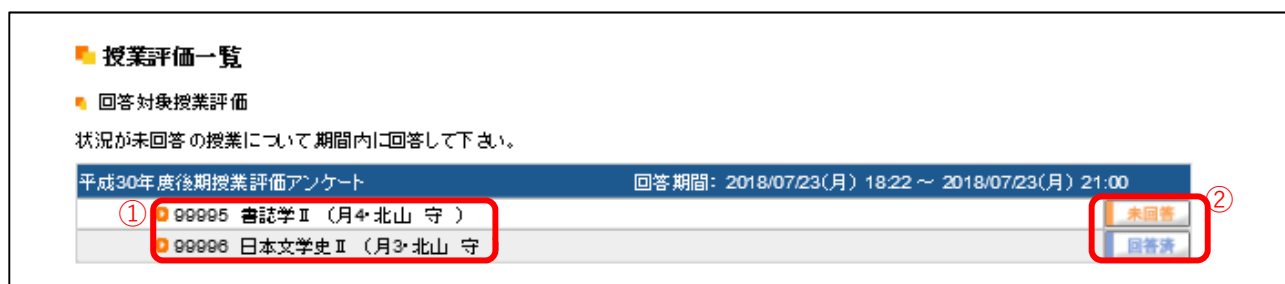 授業評価一覧
回答対象授業評価
状況が未回答の授業について期間内に回答して下さい。
平成30年度後期授業評価アンケート 回答期間: 2018/07/23(月) 18:22 ~ 2018/07/23(月) 21:00
① 99995 書誌学Ⅱ (月4・北山 守 ) 未回答 ②
99996 日本文学史Ⅱ (月3・北山 守 ) 回答済